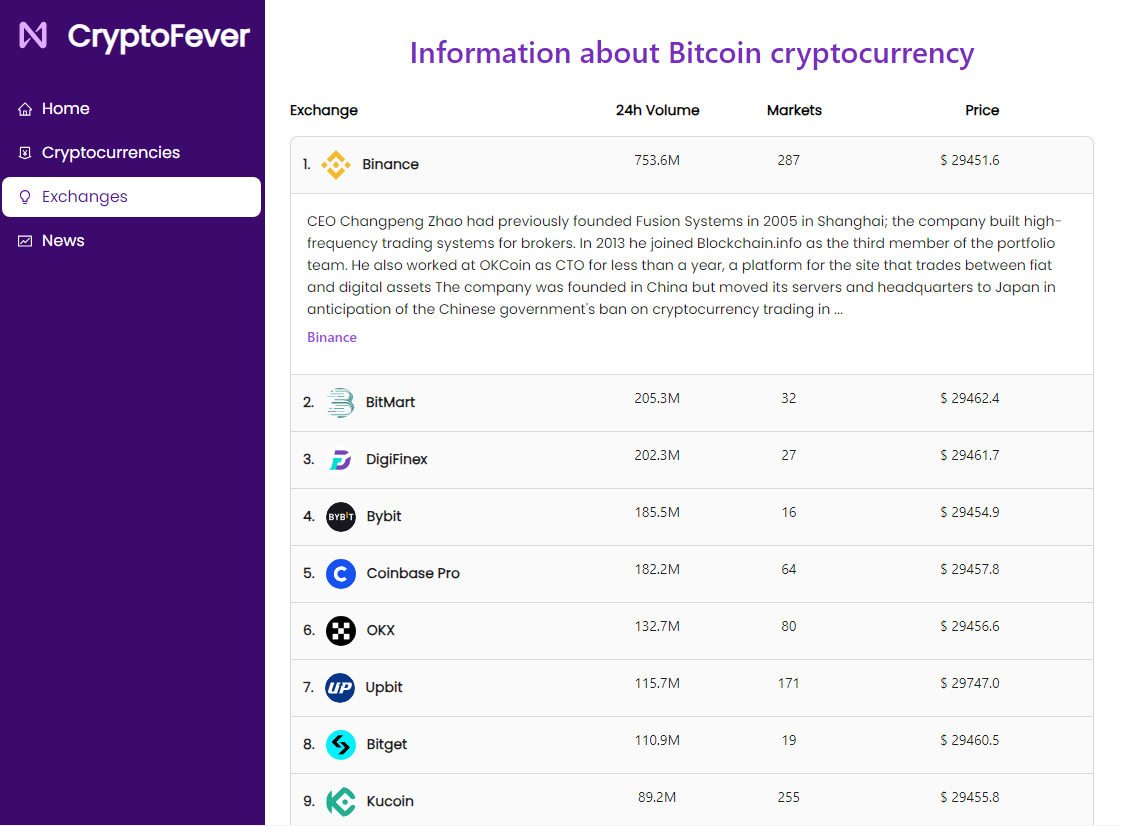 CryptoFever
Home
Cryptocurrencies
Exchanges
News
Information about Bitcoin cryptocurrency
Exchange 24h Volume Markets Price
1. Binance 753.6M 287 $ 29451.6
CEO Changpeng Zhao had previously founded Fusion Systems in 2005 in Shanghai; the company built high-
frequency trading systems for brokers. In 2013 he joined Blockchain.info as the third member of the portfolio
team. He also worked at OKCoin as CTO for less than a year, a platform for the site that trades between fiat
and digital assets The company was founded in China but moved its servers and headquarters to Japan in
anticipation of the Chinese government's ban on cryptocurrency trading in ...
Binance
2. BitMart 205.3M 32 $ 29462.4
3. DigiFinex 202.3M 27 $ 29461.7
4. BYBIT Bybit 185.5M 16 $ 29454.9
5. C Coinbase Pro 182.2M 64 $ 29457.8
6. OKX 132.7M 80 $ 29456.6
7. UP Upbit 115.7M 171 $ 29747.0
8. Bitget 110.9M 19 $ 29460.5
9. Kucoin 89.2M 255 $ 29455.8